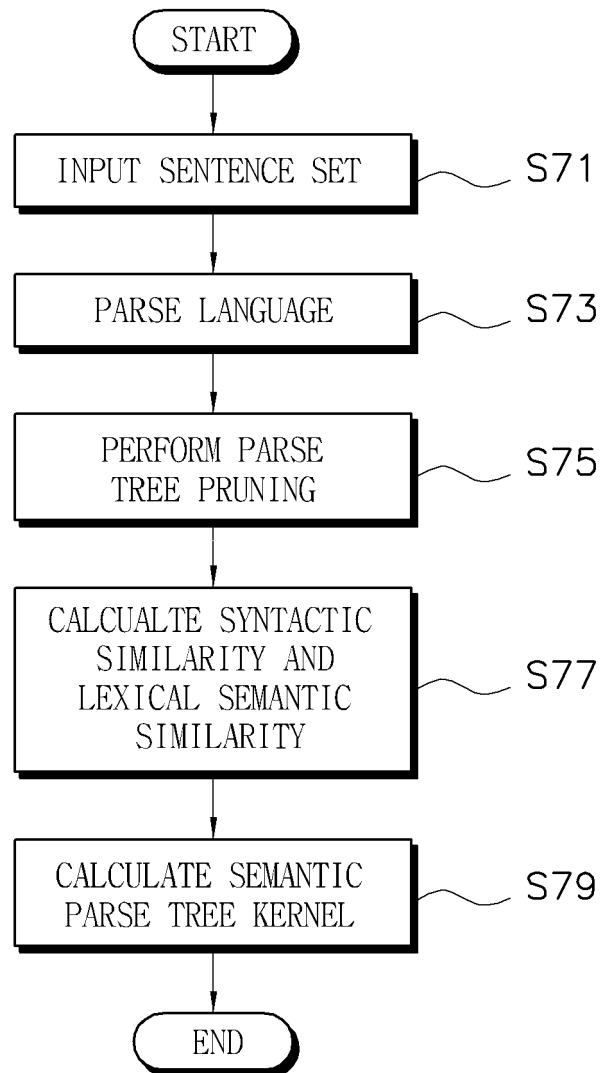 START
INPUT SENTENCE SET
S71
PARSE LANGUAGE
S73
PERFORM PARSE
TREE PRUNING
S75
CALCUALTE SYNTACTIC
SIMILARITY AND
LEXICAL SEMANTIC
SIMILARITY
S77
CALCULATE SEMANTIC
PARSE TREE KERNEL
S79
END